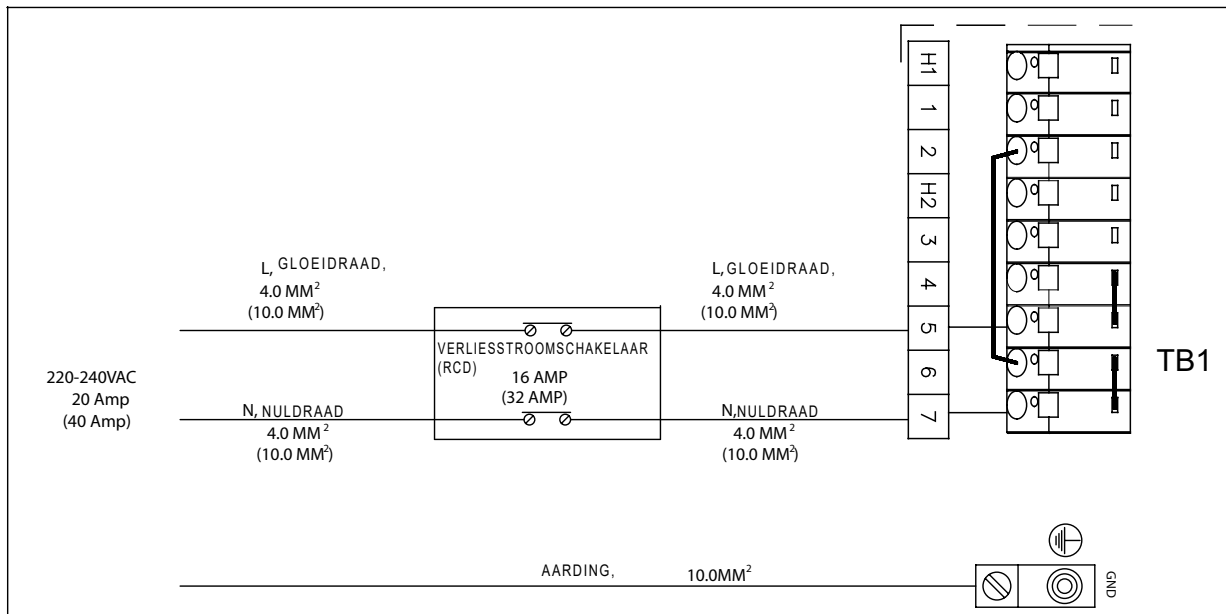 H1
1
2
H2
3
4
5
6
7
TB1
L, GLOEIDRAAD,
4.0 MM²
(10.0 MM²)
L, GLOEIDRAAD,
4.0 MM²
(10.0 MM²)
VERLIESSTROOMSCHAKELAAR
(RCD)
16 AMP
(32 AMP)
220-240VAC
20 Amp
(40 Amp)
N, NULDRAAD
4.0 MM²
(10.0 MM²)
N,NULDRAAD
4.0 MM²
(10.0 MM²)
AARDING, 10.0MM²
GND